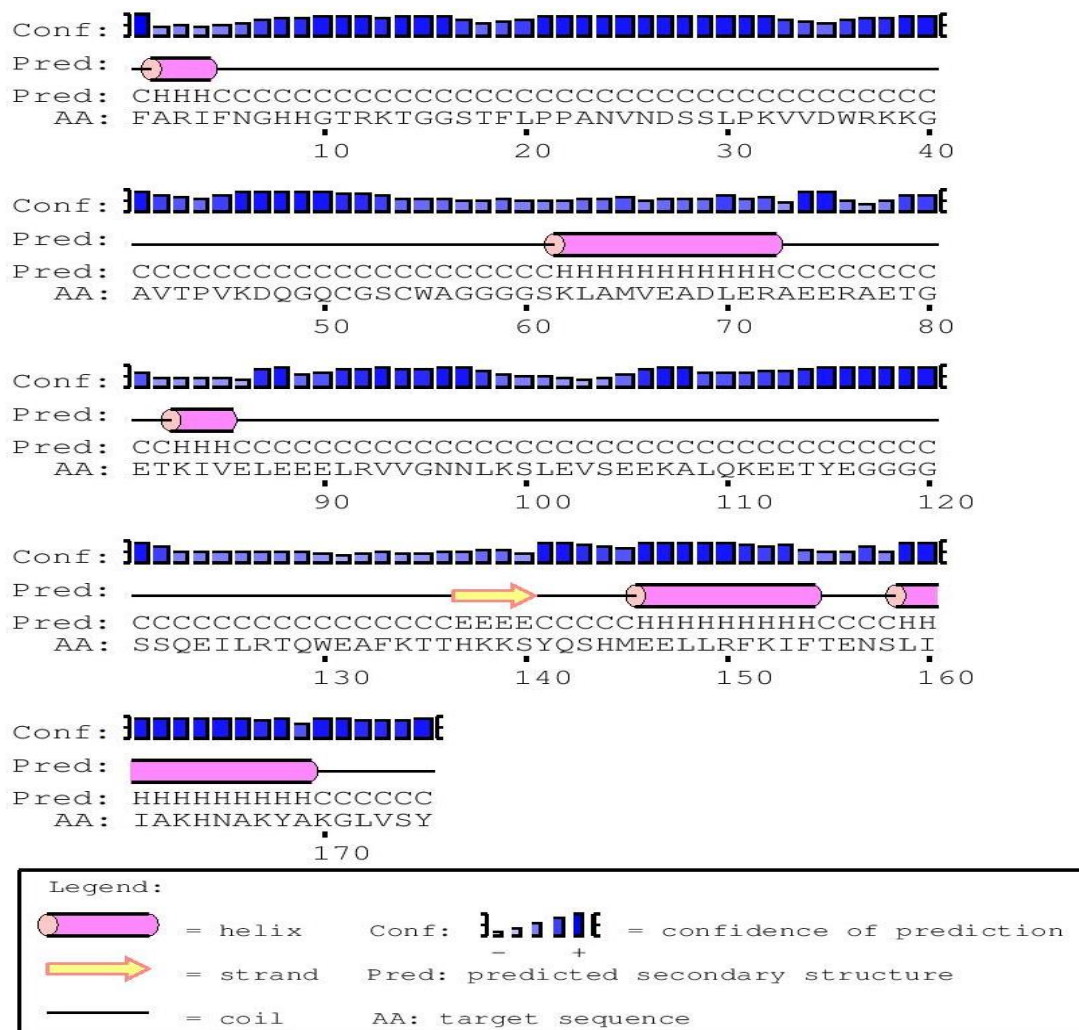 Conf:
Pred:
Pred: CHHHCCCCCCCCCCCCCCCCCCCCCCCCCCCCCCCCCCCC
AA: FARIFNGHHGTRKTGGSTFLPPANVNDSSLPKVVDWRKKG
10 20 30 40
Conf:
Pred:
Pred: CCCCCCCCCCCCCCCCCCCCCHHHHHHHHHHHCCCCCCCC
AA: AVTPVKDQGQCGSCWAGGGGSKLAMVEADLERAEERAETG
50 60 70 80
Conf:
Pred:
Pred: CCHHHCCCCCCCCCCCCCCCCCCCCCCCCCCCCCCCCCCC
AA: ETKIVELEEELRVVGNNLKSLEVSEEKALQKEETYEGGGG
90 100 110 120
Conf:
Pred:
Pred: CCCCCCCCCCCCCCCCEEEECCCCCHHHHHHHHHCCCCHH
AA: SSQEILRTQWEAFKTTHKKSYQSHMEELLRFKIFTENSLI
130 140 150 160
Conf:
Pred:
Pred: HHHHHHHHHCCCCCC
AA: IAKHNAKYAKGLVSY
170
Legend:
= helix Conf: = confidence of prediction
- +
= strand Pred: predicted secondary structure
= coil AA: target sequence